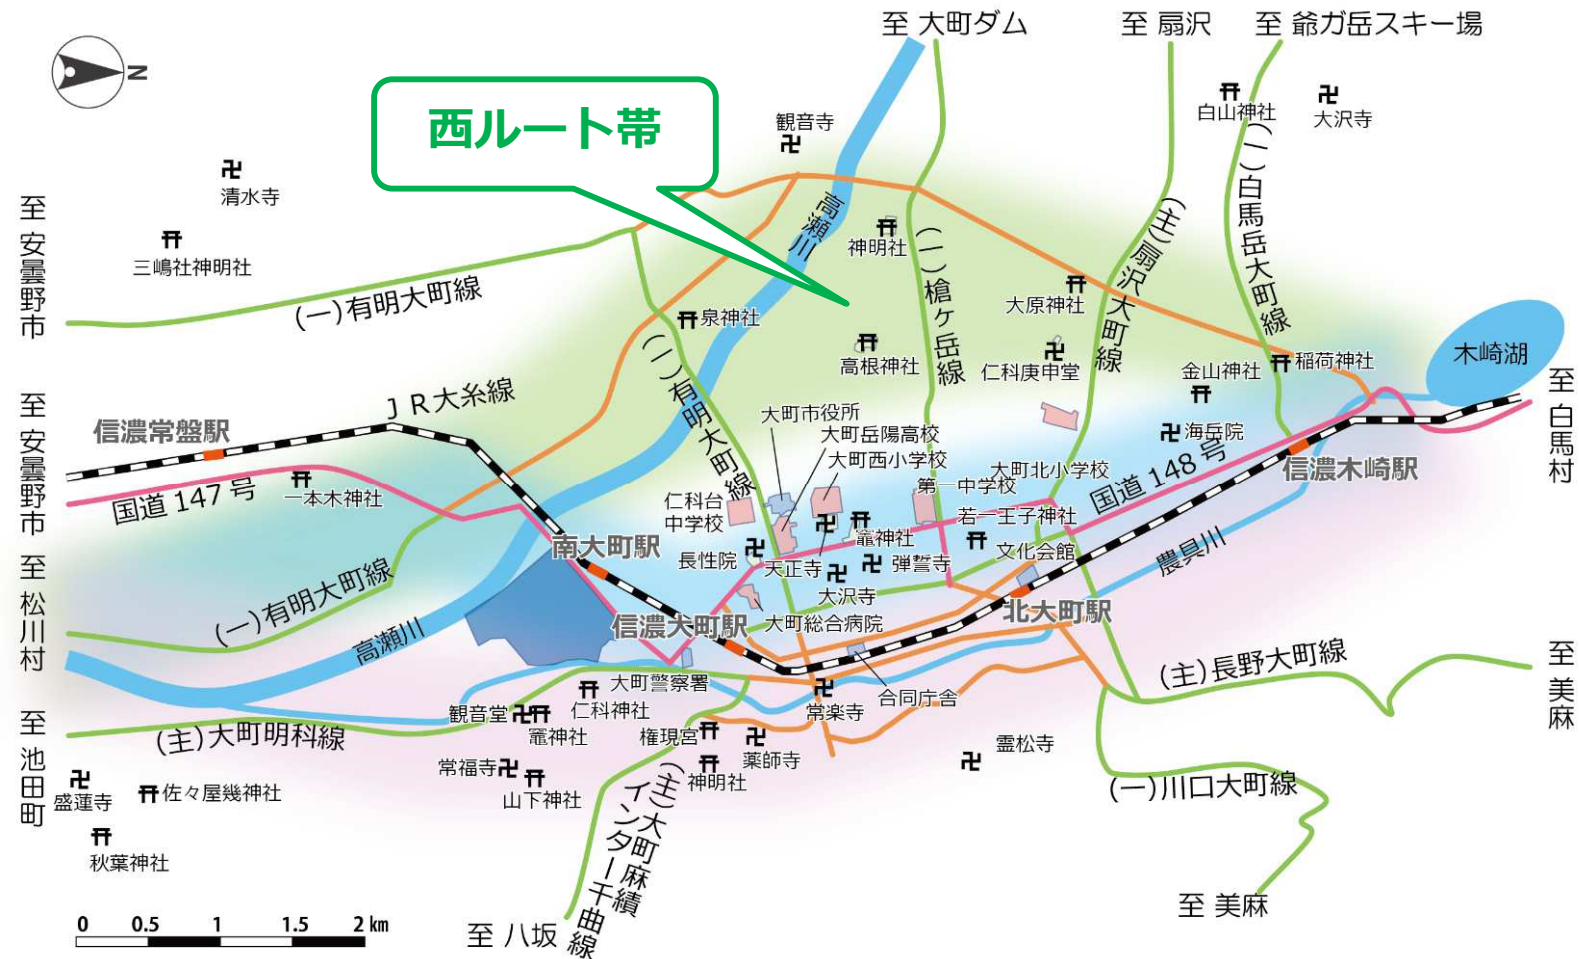 至 大町ダム
至 扇沢
至 爺ガ岳スキー場
N
西ルート帯
観音寺
白山神社
大沢寺
清水寺
三嶋社神明社
至 安曇野市
(一)有明大町線
高瀬川
神明社
(一)槍ヶ岳線
(主)扇沢大町線
(一)白馬岳大町線
大原神社
泉神社
高根神社
仁科庚申堂
金山神社
稲荷神社
木崎湖
至 白馬村
(一)有明大町線
JR大糸線
信濃常盤駅
至 安曇野市
国道 147 号
一本木神社
大町市役所
大町岳陽高校
大町西小学校
仁科台
中学校
第一中学校
大町北小学校
国道 148 号
海岳院
信濃木崎駅
若一王子神社
文化会館
竈神社
弾誓寺
天正寺
長性院
大沢寺
南大町駅
農具川
至 松川村
(一)有明大町線
高瀬川
信濃大町駅
大町総合病院
北大町駅
大町警察署
合同庁舎
常楽寺
(主)長野大町線
至 美麻
仁科神社
観音堂
竈神社
権現宮
薬師寺
神明社
霊松寺
(主)大町明科線
至 池田町
盛蓮寺
佐々屋幾神社
秋葉神社
常福寺
山下神社
(主)大町麻績
インター千曲線
(一)川口大町線
至 美麻
至 八坂
0 0.5 1 1.5 2 km